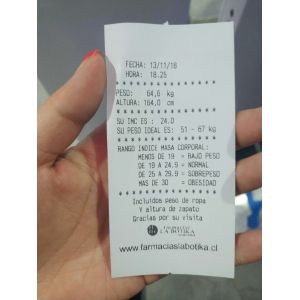 FECHA: 13/11/18
HORA: 18.25
* * * * * * * * * * * * * * * * *
PESO: 64,6 kg
ALTURA: 164,0 cm
* * * * * * * * * * * * * * * * *
SU IMC ES : 24.0
SU PESO IDEAL ES: 51 - 67 kg
* * * * * * * * * * * * * * * * *
RANGO INDICE MASA CORPORAL:
MENOS DE 19 = BAJO PESO
DE 19 A 24.9 = NORMAL
DE 25 A 29.9 = SOBREPESO
MAS DE 30 = OBESIDAD
* * * * * * * * * * * * * * * * *
Incluidos peso de ropa
Y altura de zapato
Gracias por su visita
LABOTIKA
www.farmaciaslabotika.cl